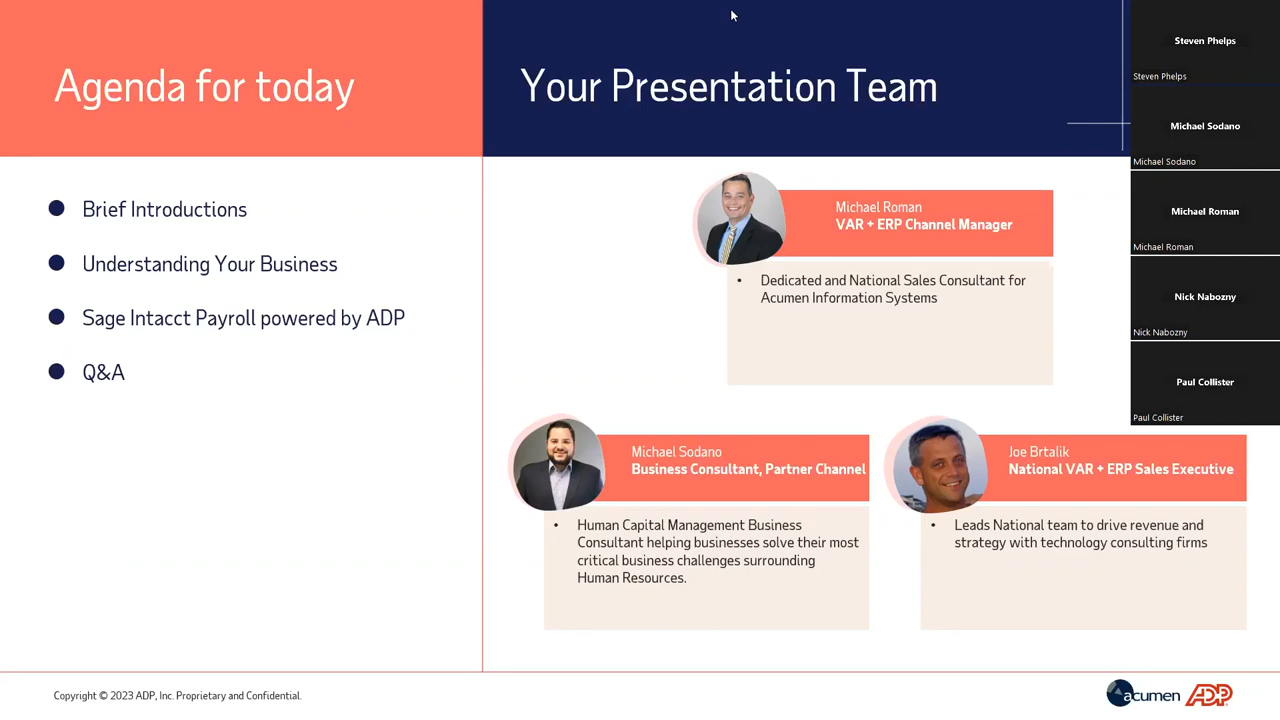 Agenda for today
Brief Introductions
Understanding Your Business
Sage Intacct Payroll powered by ADP
Q&A
Your Presentation Team
Michael Roman
VAR + ERP Channel Manager
• Dedicated and National Sales Consultant for
Acumen Information Systems
Michael Sodano
Business Consultant, Partner Channel
• Human Capital Management Business
Consultant helping businesses solve their most
critical business challenges surrounding
Human Resources.
Joe Brtalik
National VAR + ERP Sales Executive
• Leads National team to drive revenue and
strategy with technology consulting firms
Steven Phelps
Steven Phelps
Michael Sodano
Michael Sodano
Michael Roman
Michael Roman
Nick Nabozny
Nick Nabozny
Paul Collister
Paul Collister
Copyright © 2023 ADP, Inc. Proprietary and Confidential.
acumen ADP